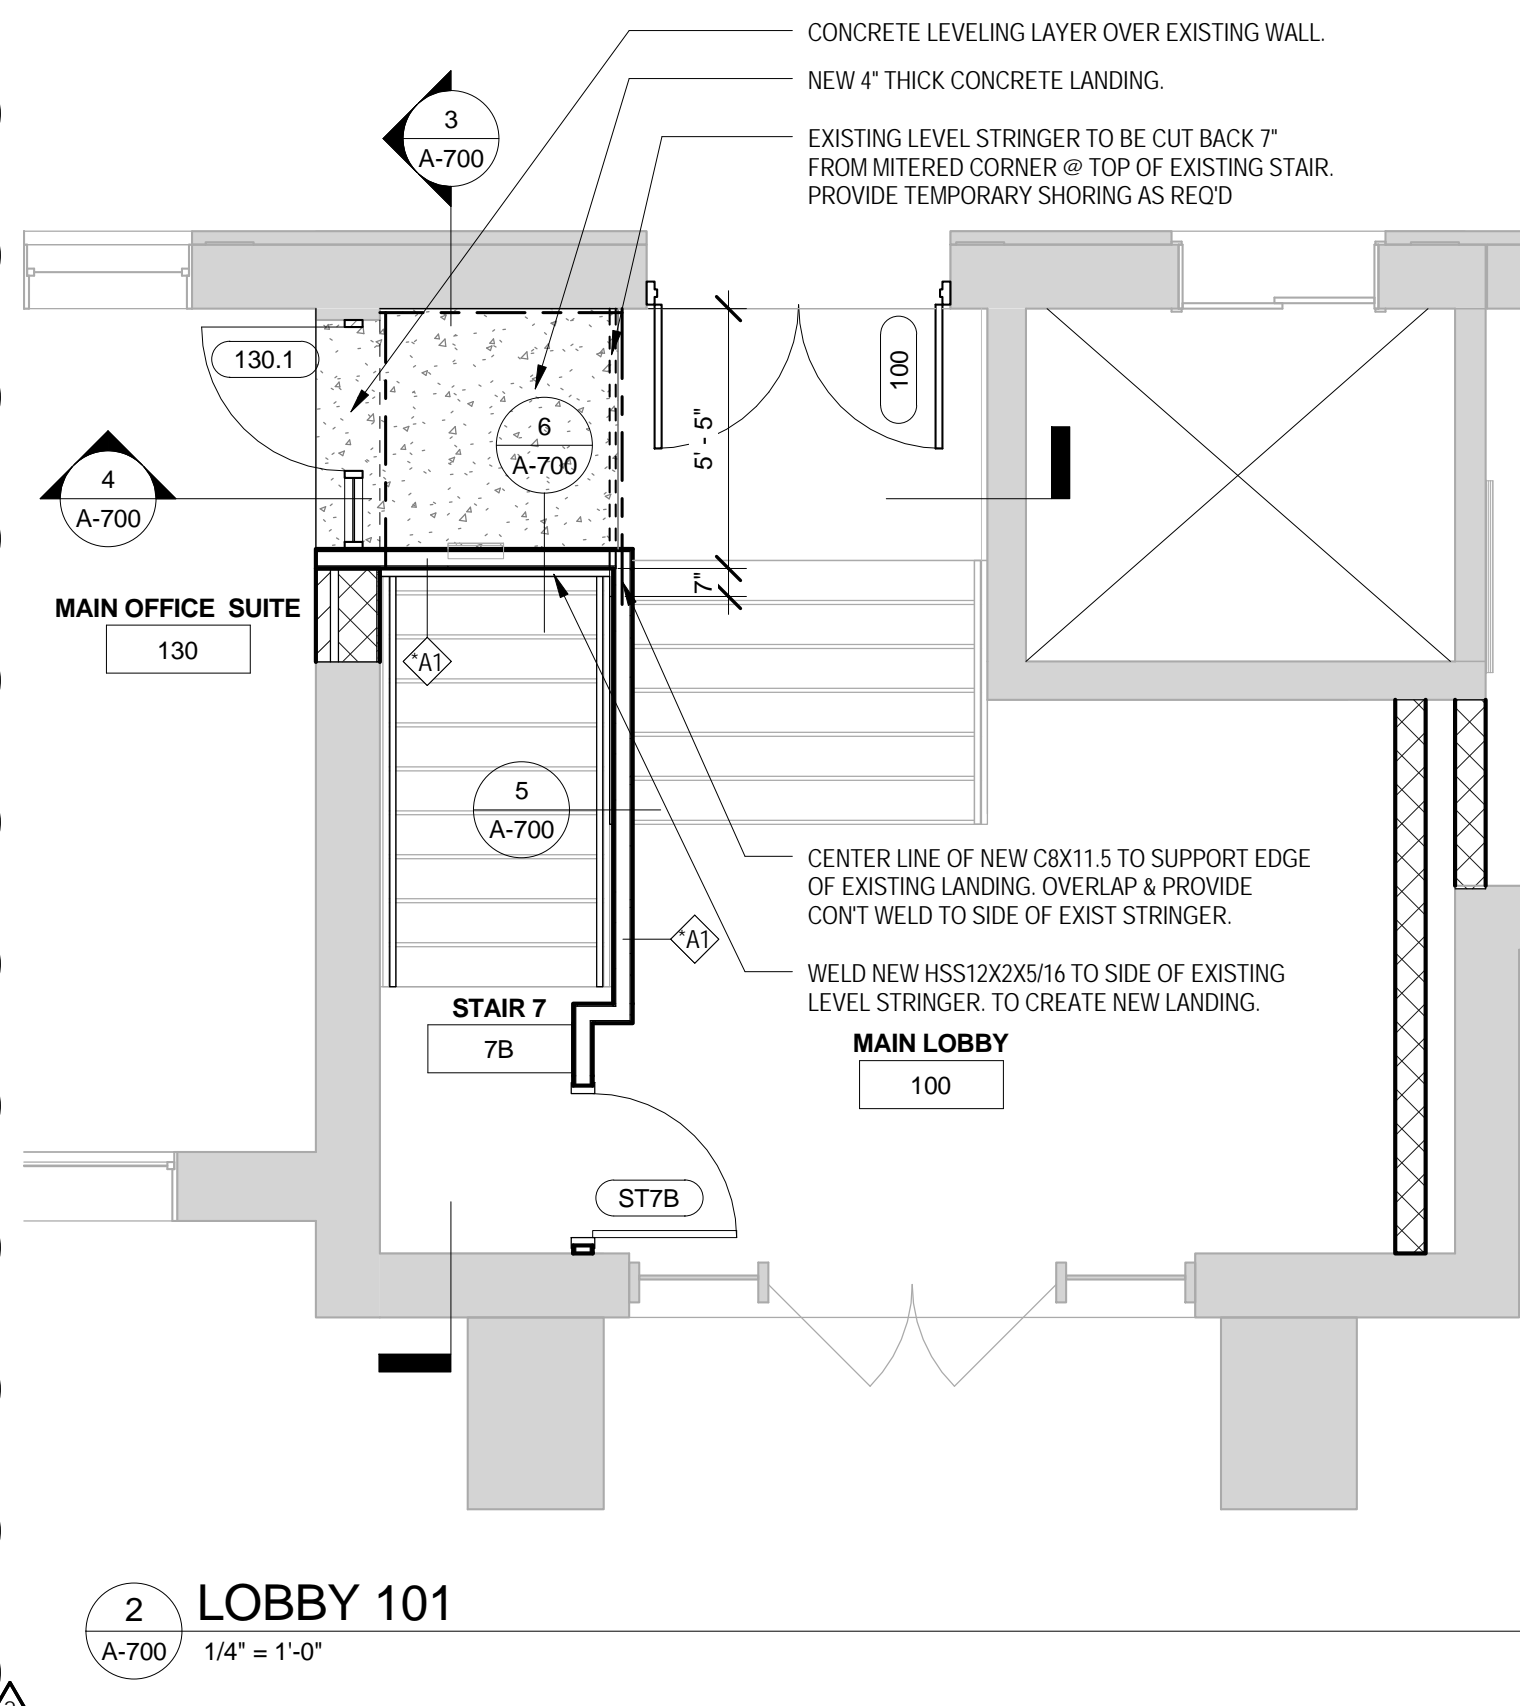 CONCRETE LEVELING LAYER OVER EXISTING WALL.
NEW 4" THICK CONCRETE LANDING.
3
A-700
EXISTING LEVEL STRINGER TO BE CUT BACK 7"
FROM MITERED CORNER @ TOP OF EXISTING STAIR.
PROVIDE TEMPORARY SHORING AS REQ'D
130.1
100
6
A-700
5' - 5"
4
A-700
7"
MAIN OFFICE SUITE
130
*A1
5
A-700
CENTER LINE OF NEW C8X11.5 TO SUPPORT EDGE
OF EXISTING LANDING. OVERLAP & PROVIDE
CON'T WELD TO SIDE OF EXIST STRINGER.
*A1
WELD NEW HSS12X2X5/16 TO SIDE OF EXISTING
LEVEL STRINGER. TO CREATE NEW LANDING.
STAIR 7
7B
MAIN LOBBY
100
ST7B
2
A-700
LOBBY 101
1/4" = 1'-0"